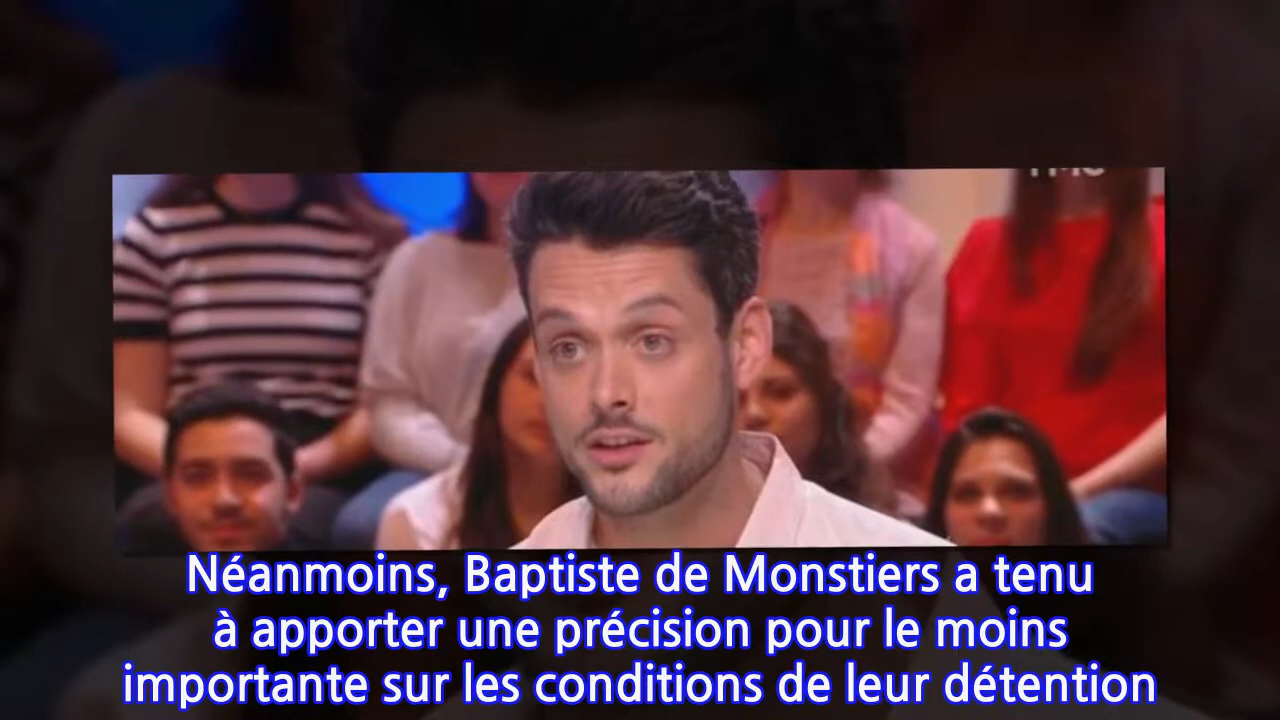 Néanmoins, Baptiste de Monstiers a tenu
à apporter une précision pour le moins
importante sur les conditions de leur détention